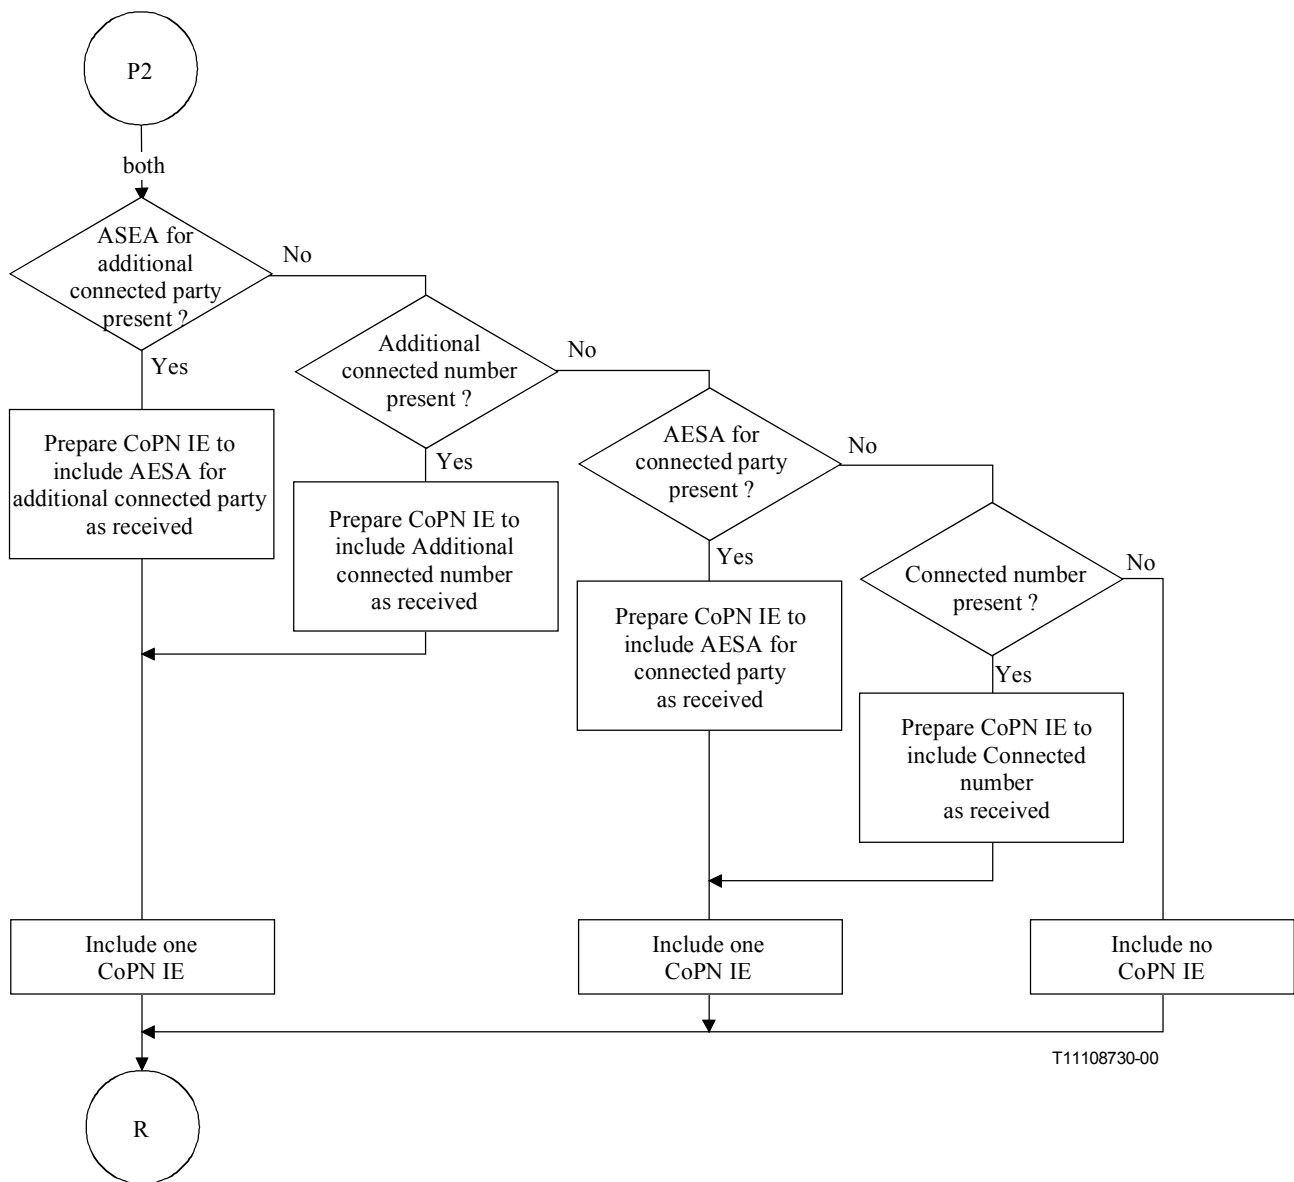 P2
both
ASEA for
additional
connected party
present ?
No
Yes
Additional
connected number
present ?
No
Yes
AESA for
connected party
present ?
No
Yes
Connected number
present ?
No
Yes
Prepare CoPN IE to
include AESA for
additional connected party
as received
Prepare CoPN IE to
include Additional
connected number
as received
Prepare CoPN IE to
include AESA for
connected party
as received
Prepare CoPN IE to
include Connected
number
as received
Include one
CoPN IE
Include one
CoPN IE
Include no
CoPN IE
T11108730-00
R